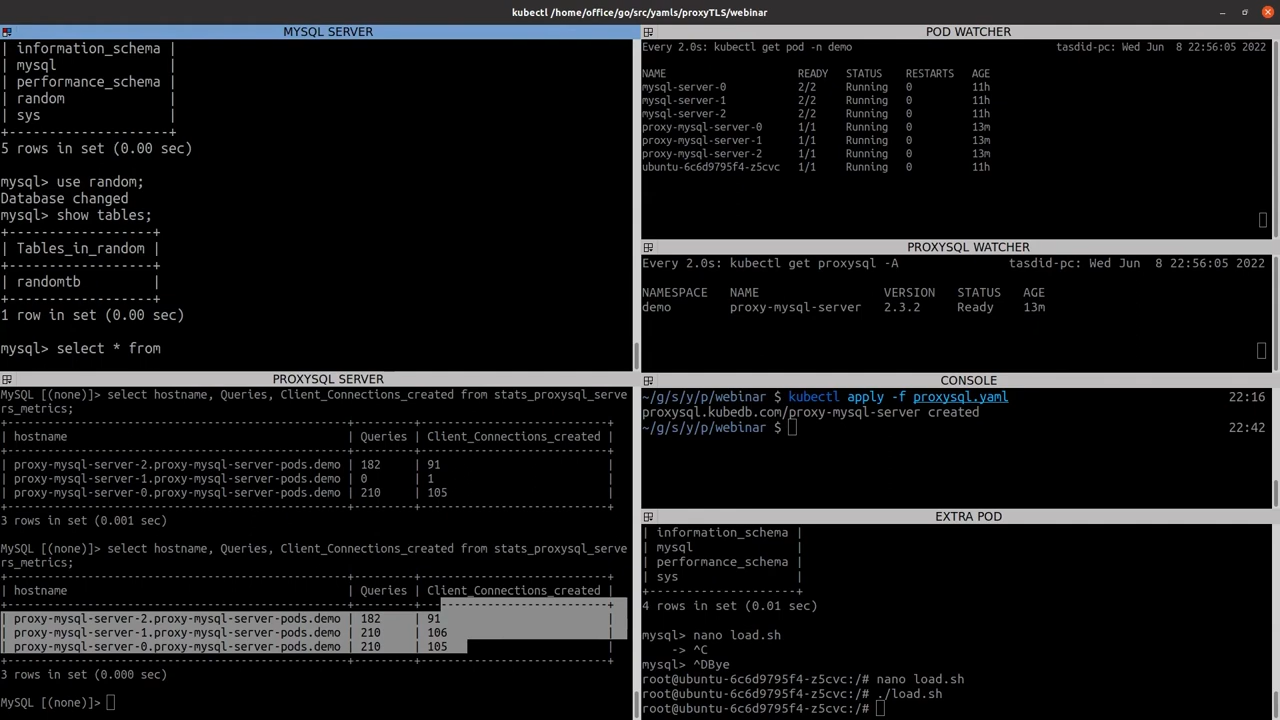 kubectl /home/office/go/src/yamls/proxyTLS/webinar
MYSQL SERVER
| information_schema |
| mysql              |
| performance_schema |
| random             |
| sys                |
+--------------------+
5 rows in set (0.00 sec)
mysql> use random;
Database changed
mysql> show tables;
+------------------+
| Tables_in_random |
+------------------+
| randomtb         |
+------------------+
1 row in set (0.00 sec)
mysql> select * from
POD WATCHER
Every 2.0s: kubectl get pod -n demo tasdid-pc: Wed Jun  8 22:56:05 2022
NAME READY STATUS RESTARTS AGE
mysql-server-0 2/2 Running 0 11h
mysql-server-1 2/2 Running 0 11h
mysql-server-2 2/2 Running 0 11h
proxy-mysql-server-0 1/1 Running 0 13m
proxy-mysql-server-1 1/1 Running 0 13m
proxy-mysql-server-2 1/1 Running 0 13m
ubuntu-6c6d9795f4-z5cvc 1/1 Running 0 11h
PROXYSQL WATCHER
Every 2.0s: kubectl get proxysql -A tasdid-pc: Wed Jun  8 22:56:05 2022
NAMESPACE NAME VERSION STATUS AGE
demo proxy-mysql-server 2.3.2 Ready 13m
PROXYSQL SERVER
MySQL [(none)]> select hostname, Queries, Client_Connections_created from stats_proxysql_serve
rs_metrics;
+-------------------------------------------+---------+----------------------------+
| hostname | Queries | Client_Connections_created |
+-------------------------------------------+---------+----------------------------+
| proxy-mysql-server-2.proxy-mysql-server-pods.demo | 182 | 91 |
| proxy-mysql-server-1.proxy-mysql-server-pods.demo | 0 | 1 |
| proxy-mysql-server-0.proxy-mysql-server-pods.demo | 210 | 105 |
+-------------------------------------------+---------+----------------------------+
3 rows in set (0.001 sec)
MySQL [(none)]> select hostname, Queries, Client_Connections_created from stats_proxysql_serve
rs_metrics;
+-------------------------------------------+---------+----------------------------+
| hostname | Queries | Client_Connections_created |
+-------------------------------------------+---------+----------------------------+
| proxy-mysql-server-2.proxy-mysql-server-pods.demo | 182 | 91 |
| proxy-mysql-server-1.proxy-mysql-server-pods.demo | 210 | 106 |
| proxy-mysql-server-0.proxy-mysql-server-pods.demo | 210 | 105 |
+-------------------------------------------+---------+----------------------------+
3 rows in set (0.000 sec)
MySQL [(none)]>
CONSOLE
~/g/s/y/p/webinar $ kubectl apply -f proxysql.yaml 22:16
proxysql.kubedb.com/proxy-mysql-server created
~/g/s/y/p/webinar $ 22:42
EXTRA POD
| information_schema |
| mysql              |
| performance_schema |
| sys                |
+--------------------+
4 rows in set (0.01 sec)
mysql> nano load.sh
-> ^C
mysql> ^DBye
root@ubuntu-6c6d9795f4-z5cvc:/# nano load.sh
root@ubuntu-6c6d9795f4-z5cvc:/# ./load.sh
root@ubuntu-6c6d9795f4-z5cvc:/#